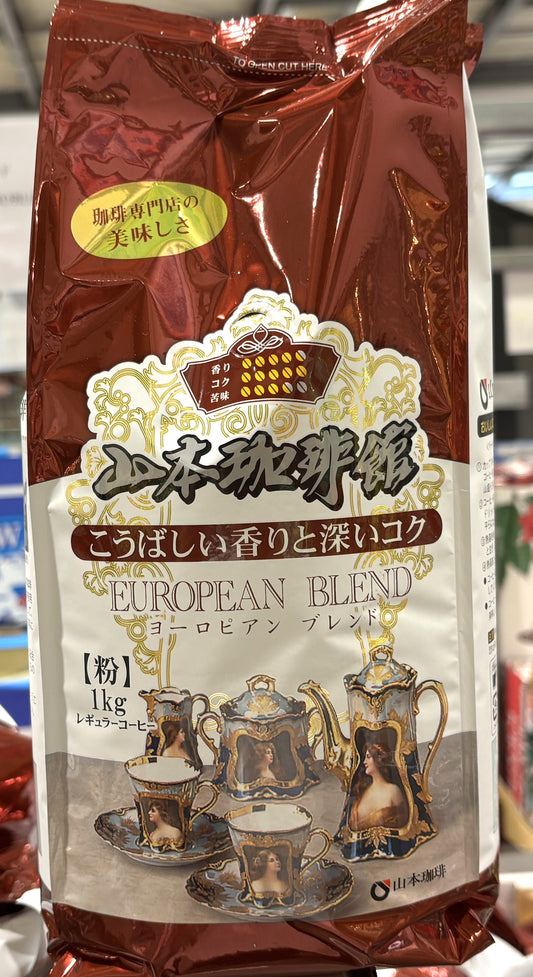 TO OPEN CUT HERE
珈琲専門店の
美味しさ
香り
コク
苦味
山本珈琲館
こうばしい香りと深いコク
EUROPEAN BLEND
ヨーロピアン ブレンド
【粉】
1kg
レギュラーコーヒー
山本珈琲